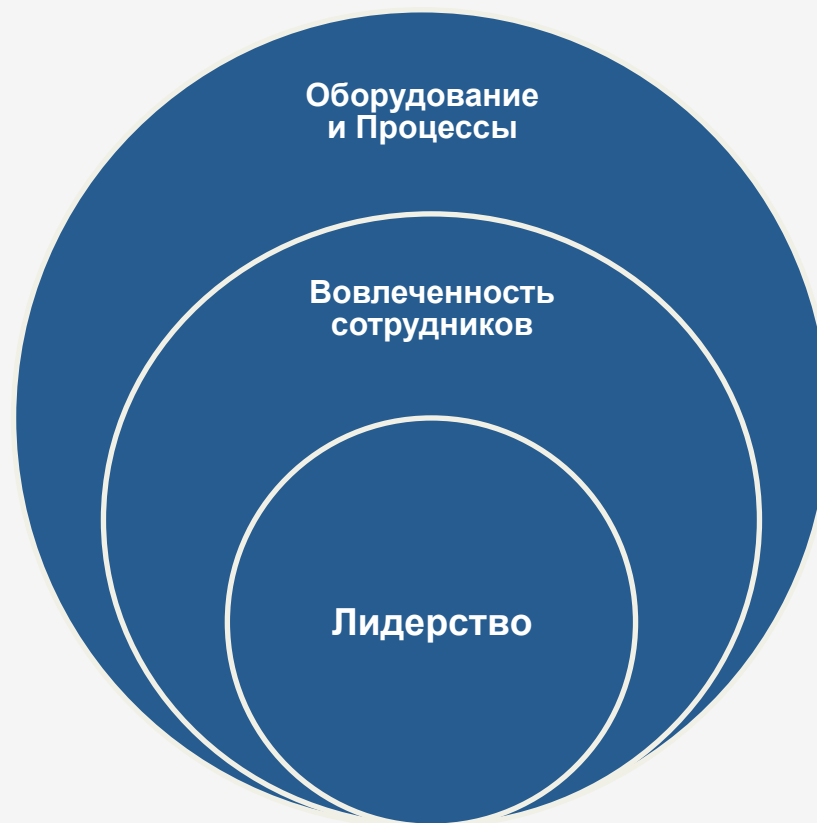 Оборудование
и Процессы
Вовлеченность
сотрудников
Лидерство